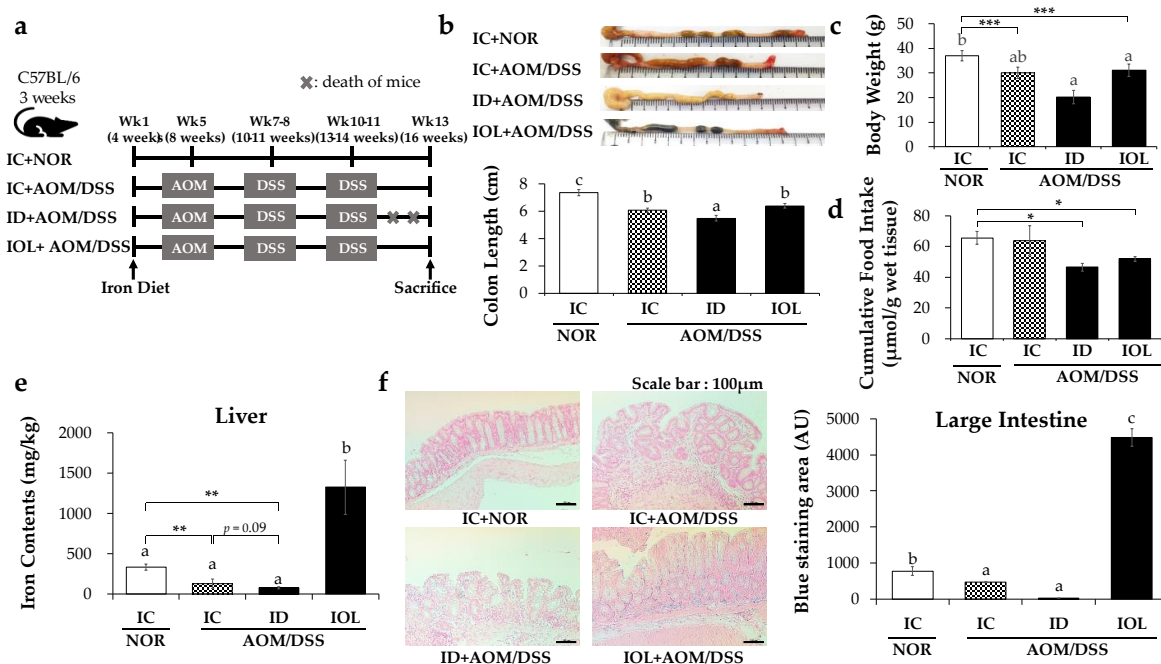 a
C57BL/6
3 weeks
✖: death of mice
Wk1 Wk5 Wk7-8 Wk10-11 Wk13
(4 weeks) (8 weeks) (10-11 weeks) (13-14 weeks) (16 weeks)
IC+NOR
IC+AOM/DSS AOM DSS DSS
ID+AOM/DSS AOM DSS DSS
IOL+ AOM/DSS AOM DSS DSS
Iron Diet Sacrifice
b
IC+NOR
IC+AOM/DSS
ID+AOM/DSS
IOL+AOM/DSS
Colon Length (cm)
8
6
4
2
0
c b a b
IC IC ID IOL
NOR AOM/DSS
c
Body Weight (g)
50
40
30
20
10
0
***
***
b ab a a
IC IC ID IOL
NOR AOM/DSS
d
Cumulative Food Intake
(μmol/g wet tissue)
80
60
40
20
0
*
*
IC IC ID IOL
NOR AOM/DSS
e
Liver
Iron Contents (mg/kg)
2000
1500
1000
500
0
**
** p = 0.09
a a a b
IC IC ID IOL
NOR AOM/DSS
f
Scale bar : 100μm
IC+NOR IC+AOM/DSS
ID+AOM/DSS IOL+AOM/DSS
Large Intestine
Blue staining area (AU)
5000
4000
3000
2000
1000
0
b a a c
IC IC ID IOL
NOR AOM/DSS